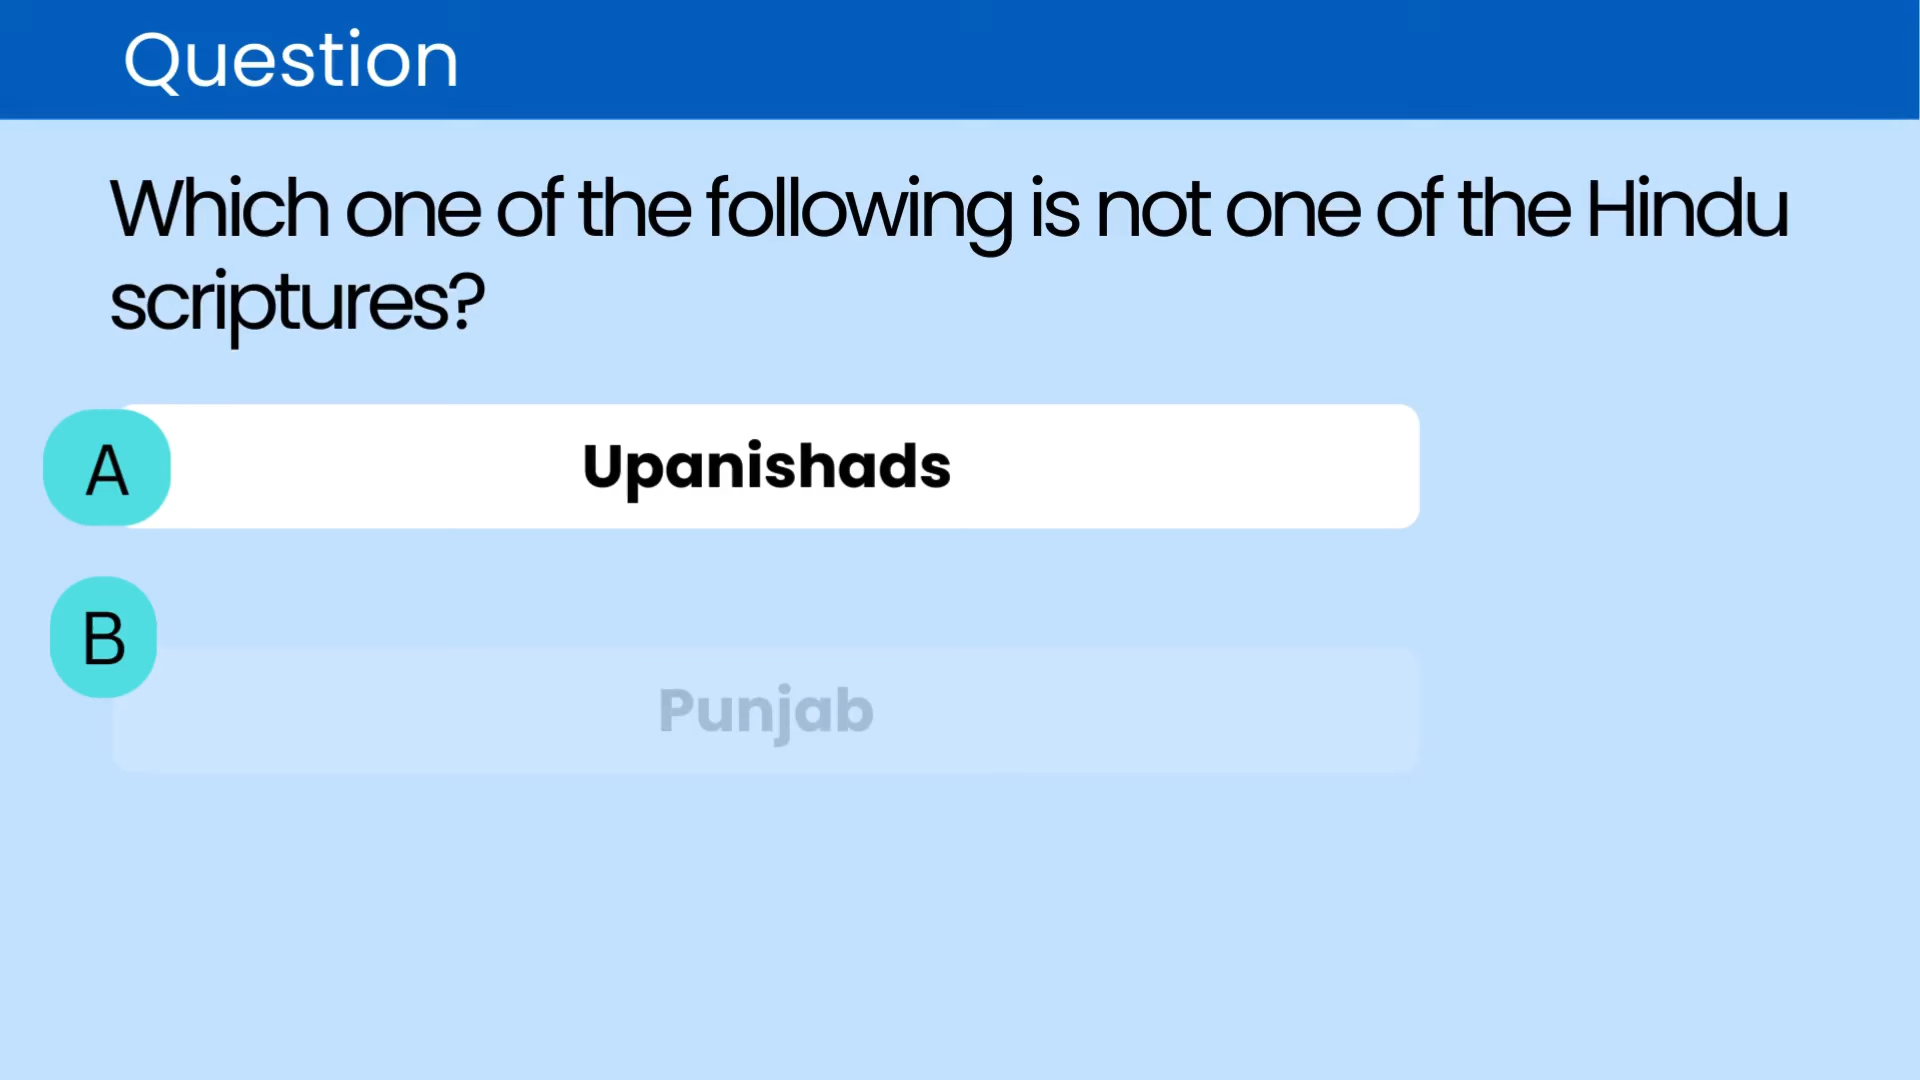 Question
Which one of the following is not one of the Hindu
scriptures?
A
Upanishads
B
Punjab